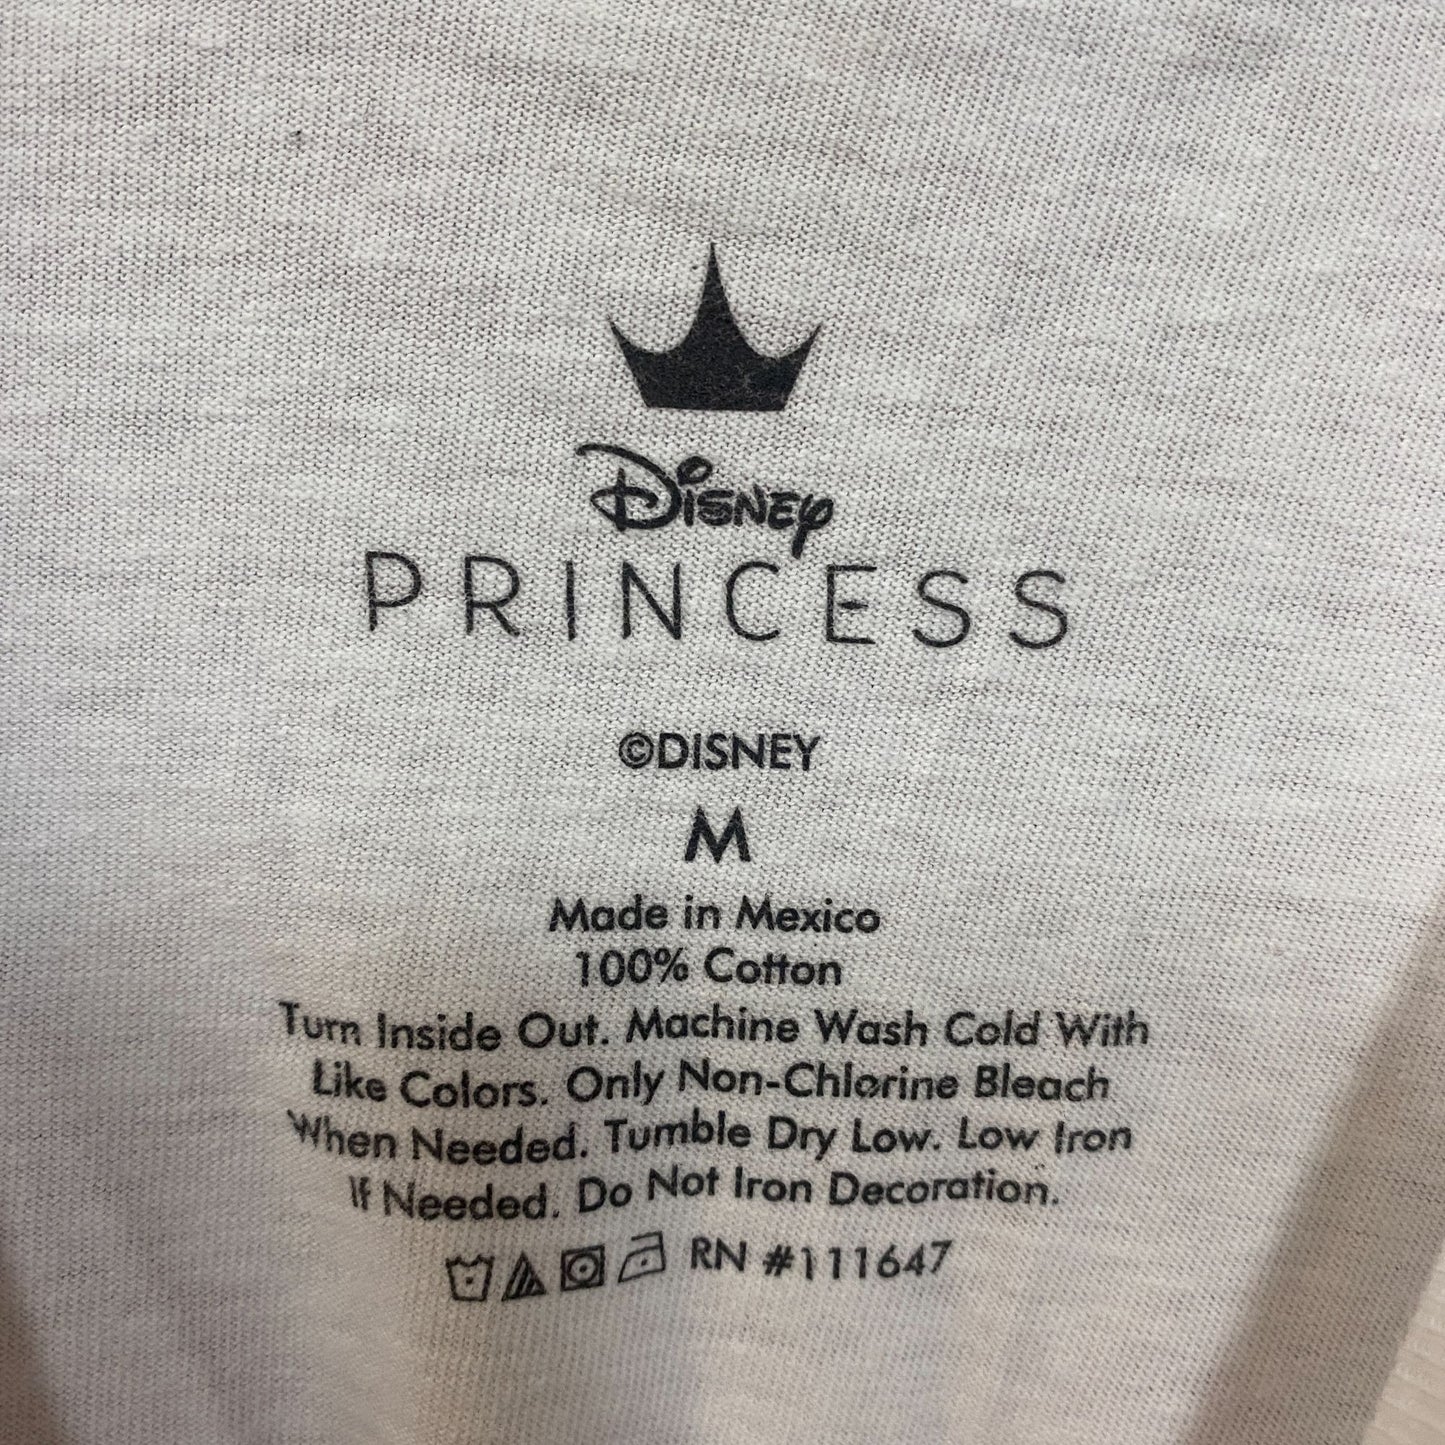 Disney
PRINCESS
©DISNEY
M
Made in Mexico
100% Cotton
Turn Inside Out. Machine Wash Cold With
Like Colors. Only Non-Chlorine Bleach
When Needed. Tumble Dry Low. Low Iron
If Needed. Do Not Iron Decoration.
RN #111647